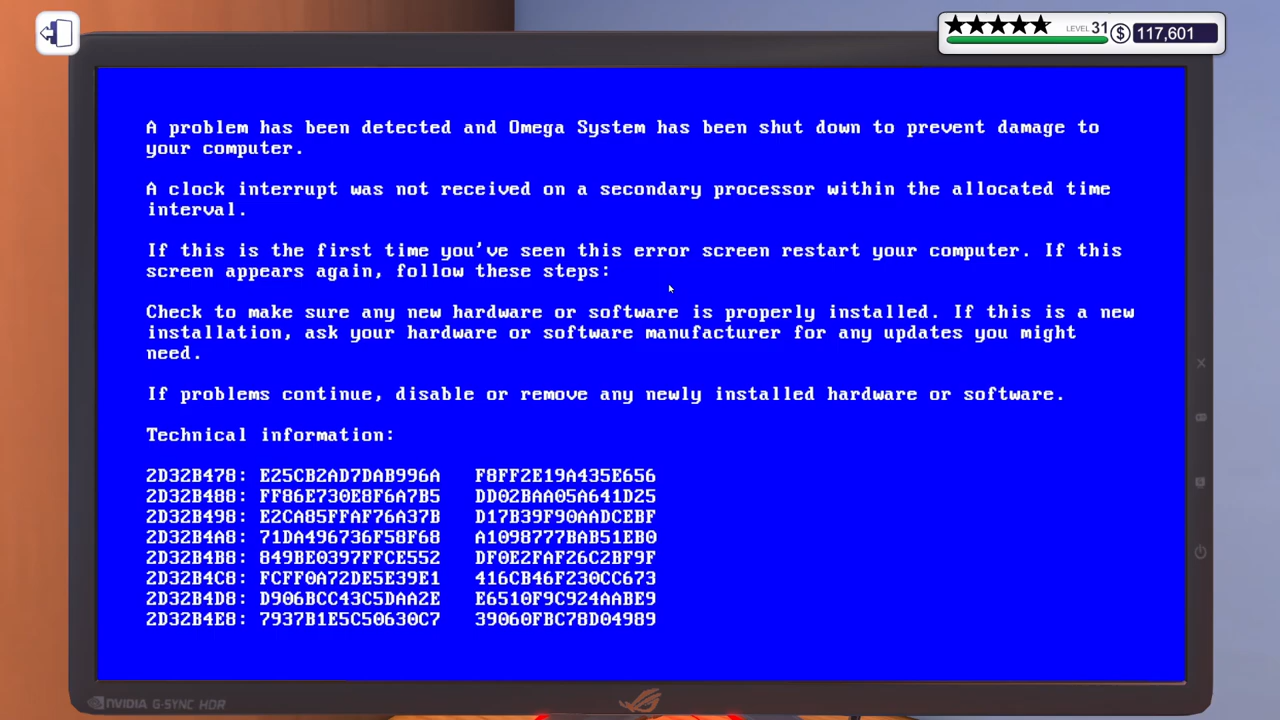 LEVEL 31 $ 117,601
A problem has been detected and Omega System has been shut down to prevent damage to
your computer.
A clock interrupt was not received on a secondary processor within the allocated time
interval.
If this is the first time you've seen this error screen restart your computer. If this
screen appears again, follow these steps:
Check to make sure any new hardware or software is properly installed. If this is a new
installation, ask your hardware or software manufacturer for any updates you might
need.
If problems continue, disable or remove any newly installed hardware or software.
Technical information:
2D32B478: E25CB2AD7DAB996A F8FF2E19A435E656
2D32B488: FF86E730E8F6A7B5 DD02BAA05A641D25
2D32B498: E2CA85FFAF76A37B D17B39F90AADCEBF
2D32B4A8: 71DA496736F58F68 A1098777BAB51EB0
2D32B4B8: 849BE0397FFCE552 DF0E2FAF26C2BF9F
2D32B4C8: FCFF0A72DE5E39E1 416CB46F230CC673
2D32B4D8: D906BCC43C5DAA2E E6510F9C924AABE9
2D32B4E8: 7937B1E5C50630C7 39060FBC78D04989
NVIDIA G-SYNC HDR